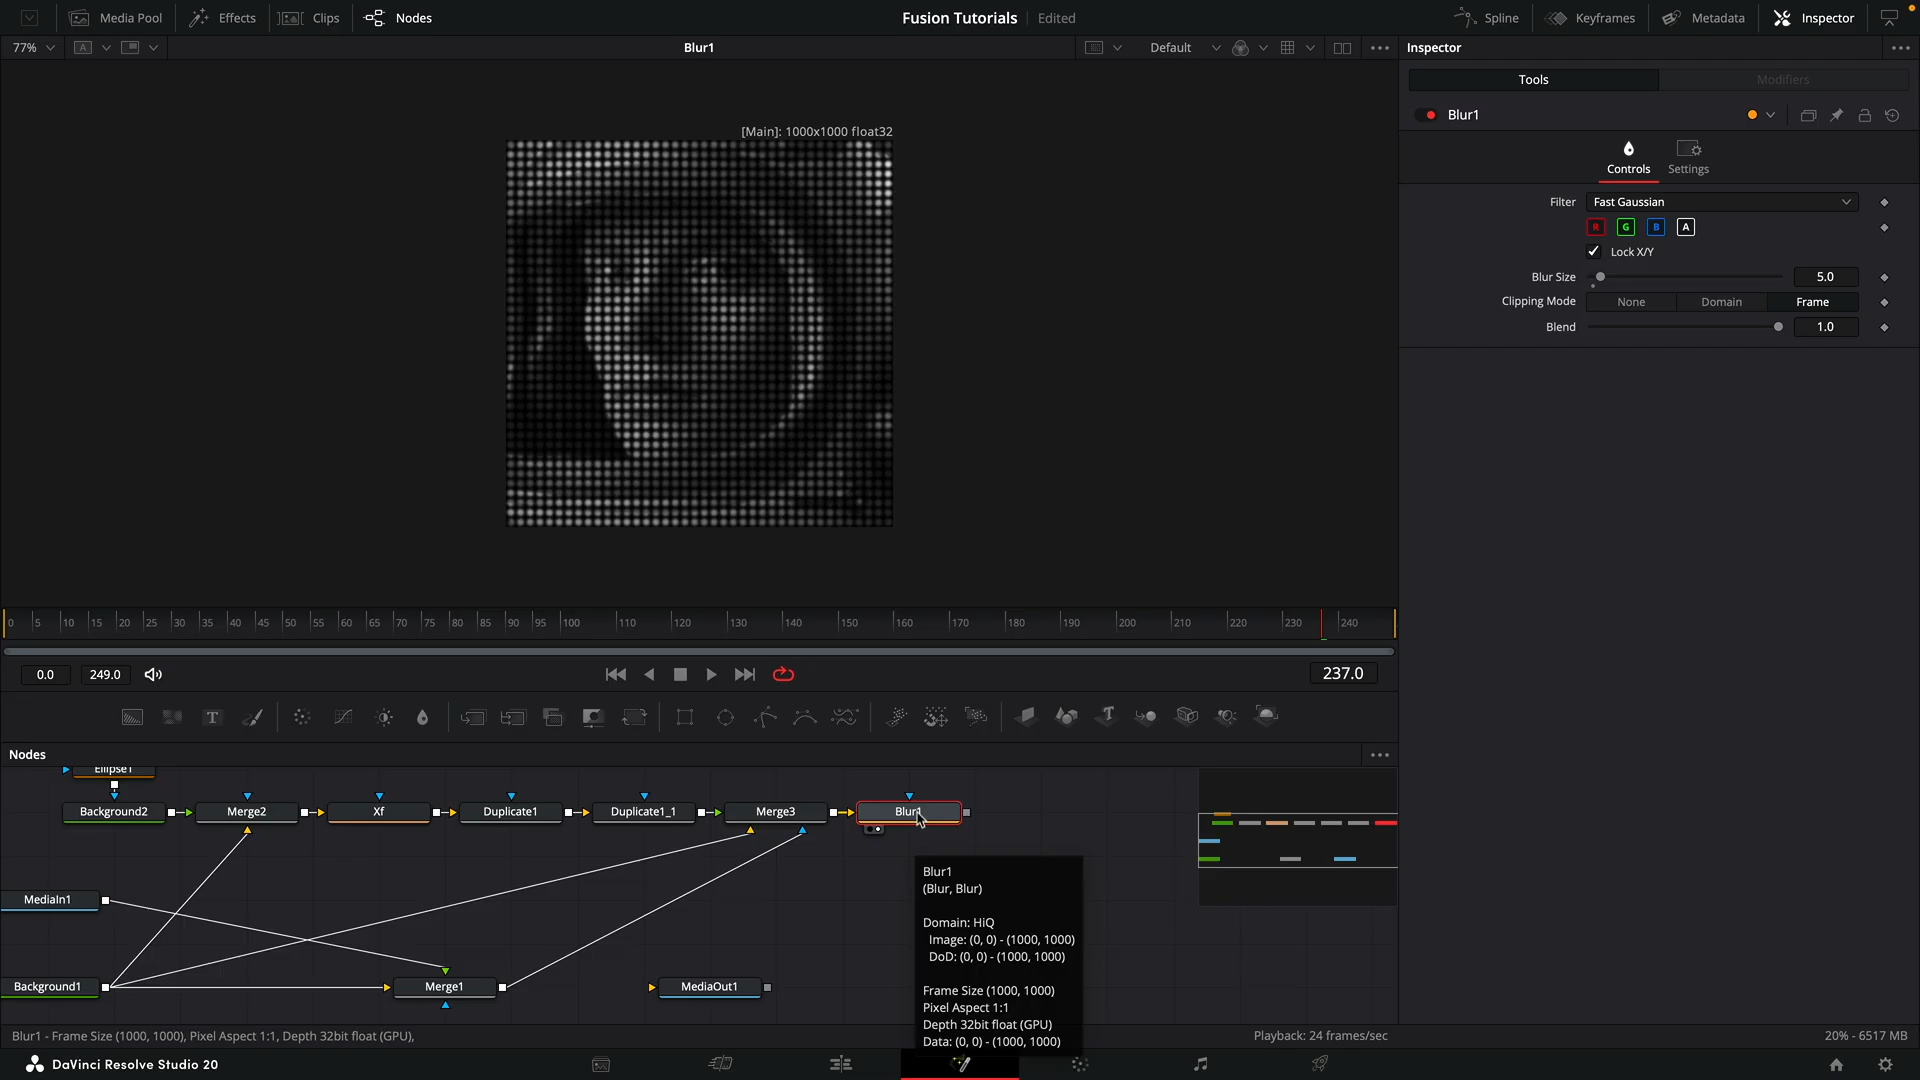 Media Pool
Effects
Clips
Nodes
Fusion Tutorials
Edited
Spline
Keyframes
Metadata
Inspector
77%
A
Blur1
Default
Inspector
Tools
Modifiers
Blur1
Controls
Settings
[Main]: 1000x1000 float32
Filter
Fast Gaussian
R G B A
Lock X/Y
Blur Size
5.0
Clipping Mode
None
Domain
Frame
Blend
1.0
0 5 10 15 20 25 30 35 40 45 50 55 60 65 70 75 80 85 90 95 100 110 120 130 140 150 160 170 180 190 200 210 220 230 240
0.0
249.0
237.0
T
Nodes
Ellipse1
Background2
Merge2
Xf
Duplicate1
Duplicate1_1
Merge3
Blur1
MediaIn1
Background1
Merge1
MediaOut1
Blur1
(Blur, Blur)
Domain: HiQ
Image: (0, 0) - (1000, 1000)
DoD: (0, 0) - (1000, 1000)
Frame Size (1000, 1000)
Pixel Aspect 1:1
Depth 32bit float (GPU)
Data: (0, 0) - (1000, 1000)
Blur1 - Frame Size (1000, 1000), Pixel Aspect 1:1, Depth 32bit float (GPU),
Playback: 24 frames/sec
20% - 6517 MB
DaVinci Resolve Studio 20